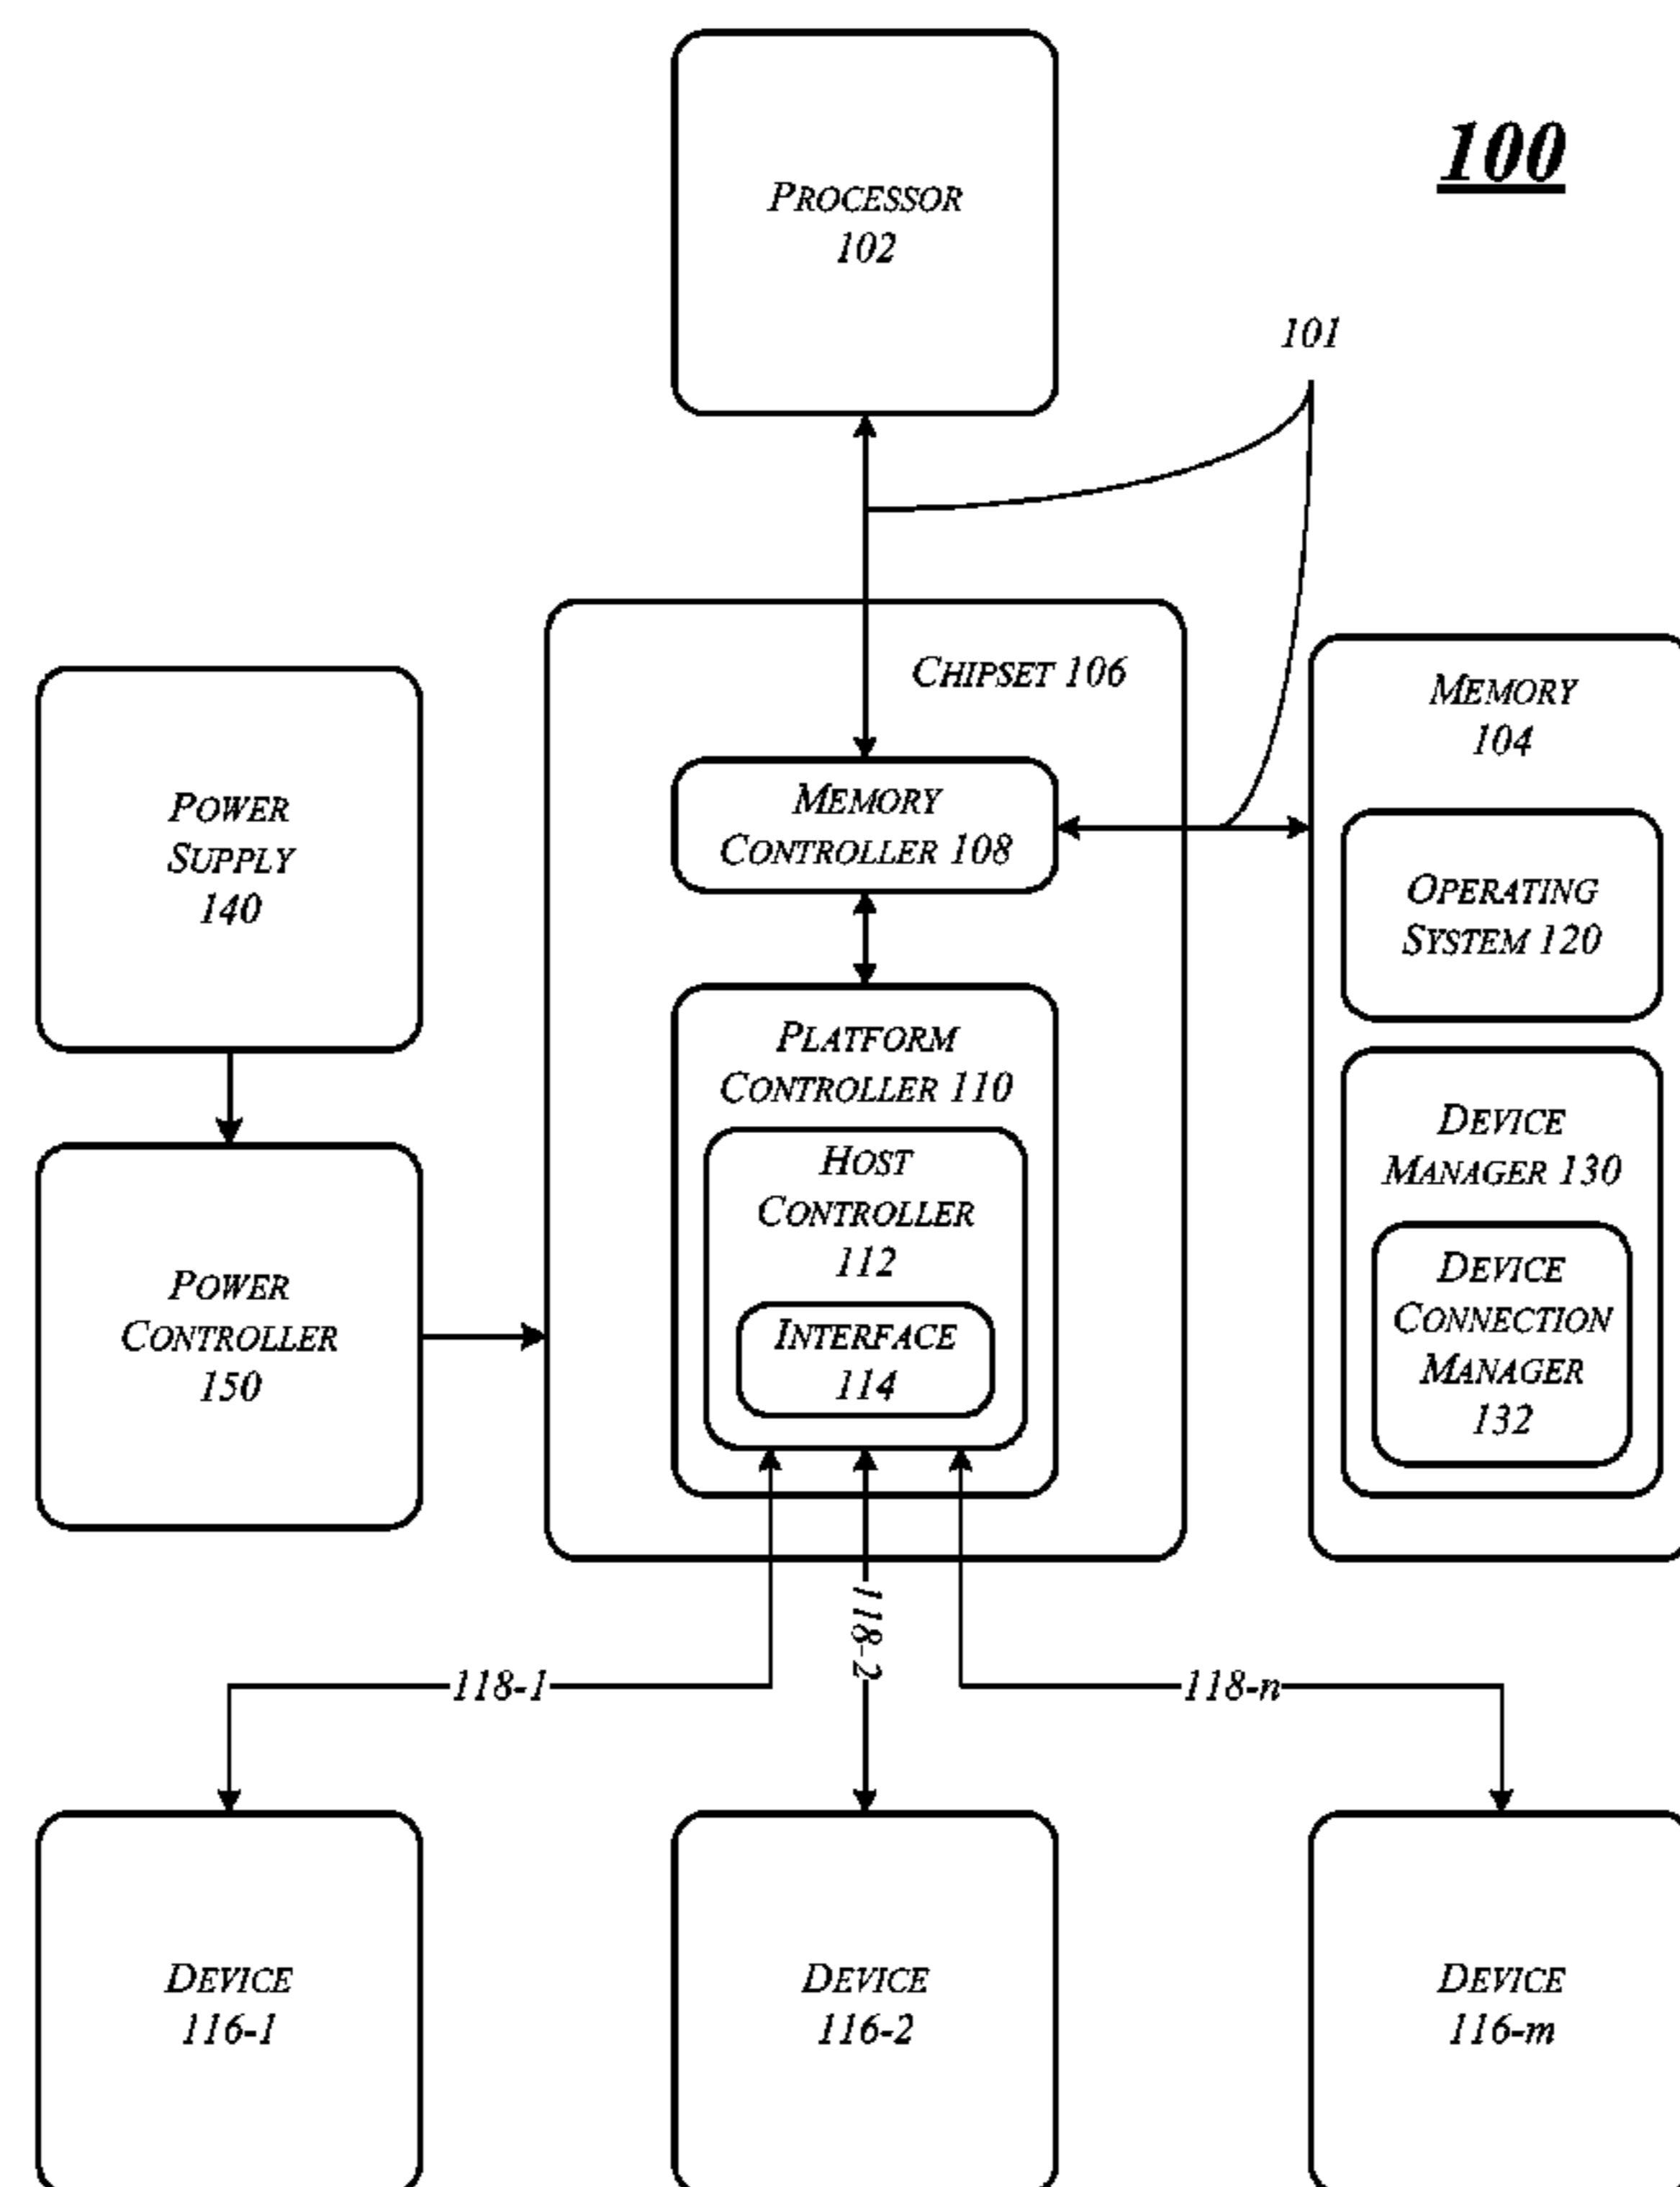 100
PROCESSOR
102
101
CHIPSET 106
MEMORY
104
POWER
SUPPLY
140
MEMORY
CONTROLLER 108
OPERATING
SYSTEM 120
PLATFORM
CONTROLLER 110
DEVICE
MANAGER 130
HOST
CONTROLLER
112
POWER
CONTROLLER
150
INTERFACE
114
DEVICE
CONNECTION
MANAGER
132
118-1
118-2
118-n
DEVICE
116-1
DEVICE
116-2
DEVICE
116-m